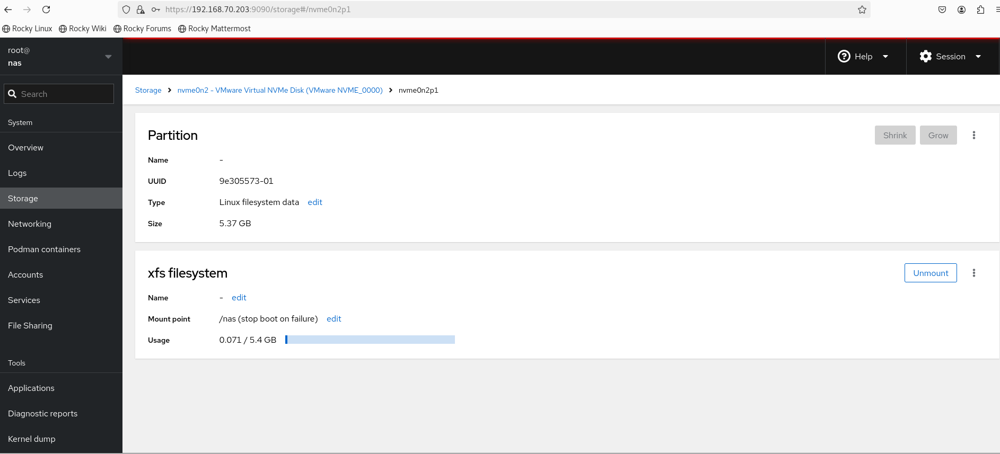 https://192.168.70.203:9090/storage#/nvme0n2p1
Rocky Linux Rocky Wiki Rocky Forums Rocky Mattermost
root@
nas
Help
Session
Search
Storage nvme0n2 - VMware Virtual NVMe Disk (VMware NVME_0000) nvme0n2p1
System
Overview
Logs
Storage
Networking
Podman containers
Accounts
Services
File Sharing
Tools
Applications
Diagnostic reports
Kernel dump
Partition
Shrink Grow
Name -
UUID 9e305573-01
Type Linux filesystem data edit
Size 5.37 GB
xfs filesystem
Unmount
Name - edit
Mount point /nas (stop boot on failure) edit
Usage 0.071 / 5.4 GB